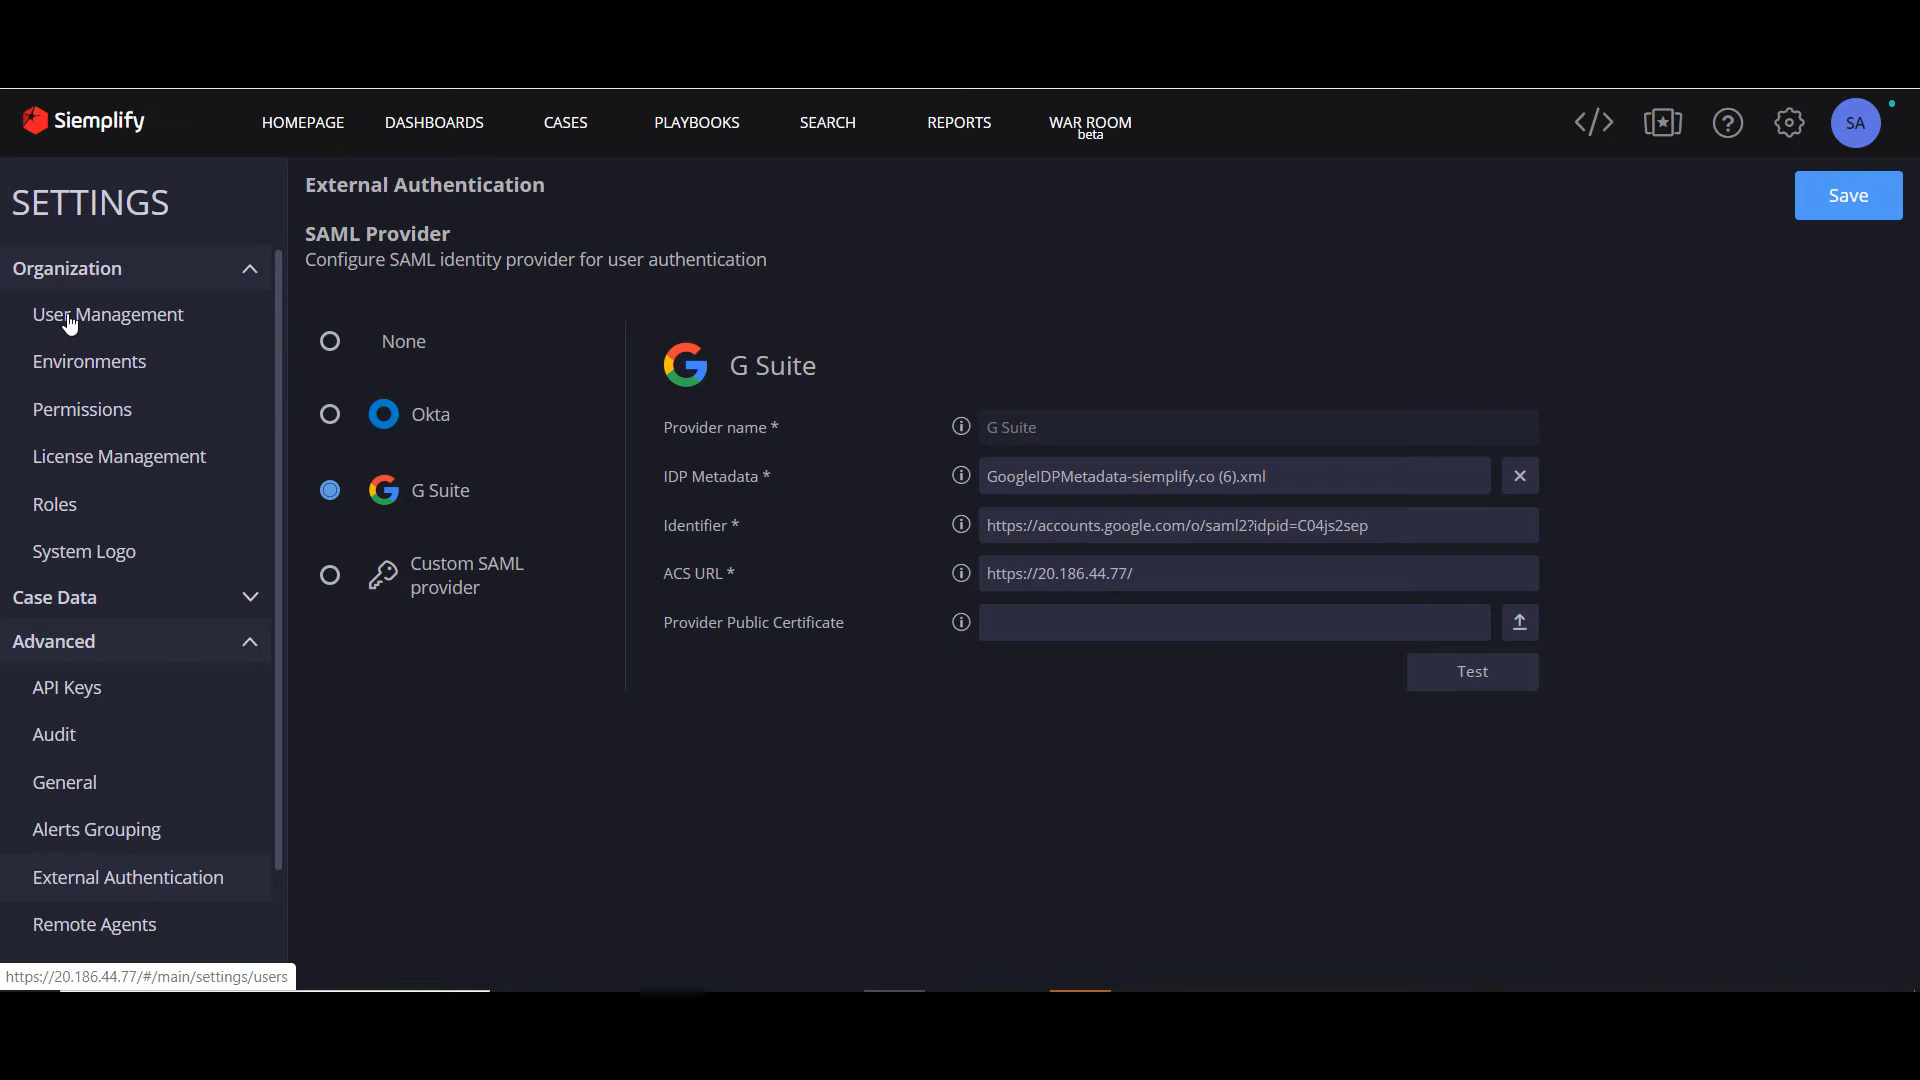 Siemplify
HOMEPAGE
DASHBOARDS
CASES
PLAYBOOKS
SEARCH
REPORTS
WAR ROOM
beta
SA
SETTINGS
Organization
User Management
Environments
Permissions
License Management
Roles
System Logo
Case Data
Advanced
API Keys
Audit
General
Alerts Grouping
External Authentication
Remote Agents
https://20.186.44.77/#/main/settings/users
External Authentication
Save
SAML Provider
Configure SAML identity provider for user authentication
None
Okta
G Suite
Custom SAML
provider
G Suite
Provider name *
G Suite
IDP Metadata *
GoogleIDPMetadata-siemplify.co (6).xml
Identifier *
https://accounts.google.com/o/saml2?idpid=C04js2sep
ACS URL *
https://20.186.44.77/
Provider Public Certificate
Test